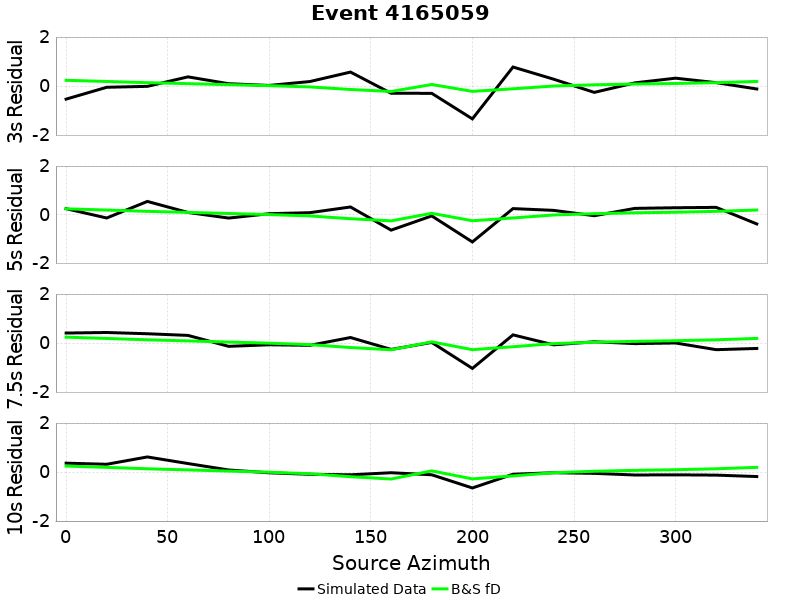 Event 4165059
3s Residual
2
0
-2
5s Residual
2
0
-2
7.5s Residual
2
0
-2
10s Residual
2
0
-2
0 50 100 150 200 250 300
Source Azimuth
Simulated Data B&S fD